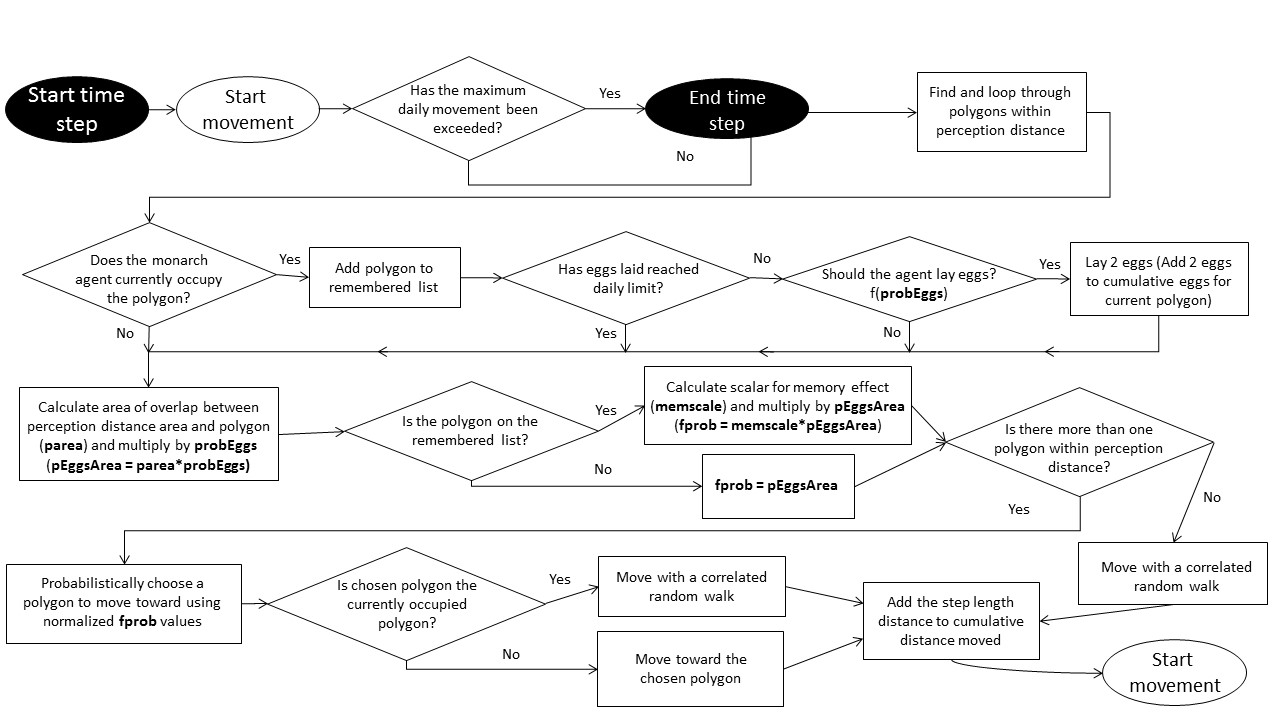 Start time
step
Start
movement
Has the maximum
daily movement been
exceeded?
Yes
No
End time
step
Find and loop through
polygons within
perception distance
Does the monarch
agent currently occupy
the polygon?
Yes
No
Add polygon to
remembered list
Has eggs laid reached
daily limit?
No
Yes
Should the agent lay eggs?
f(probEggs)
Yes
No
Lay 2 eggs (Add 2 eggs
to cumulative eggs for
current polygon)
Calculate area of overlap between
perception distance area and polygon
(parea) and multiply by probEggs
(pEggsArea = parea*probEggs)
Is the polygon on the
remembered list?
Yes
No
Calculate scalar for memory effect
(memscale) and multiply by pEggsArea
(fprob = memscale*pEggsArea)
fprob = pEggsArea
Is there more than one
polygon within perception
distance?
Yes
No
Probabilistically choose a
polygon to move toward using
normalized fprob values
Is chosen polygon the
currently occupied
polygon?
Yes
No
Move with a correlated
random walk
Move toward the
chosen polygon
Add the step length
distance to cumulative
distance moved
Move with a correlated
random walk
Start
movement